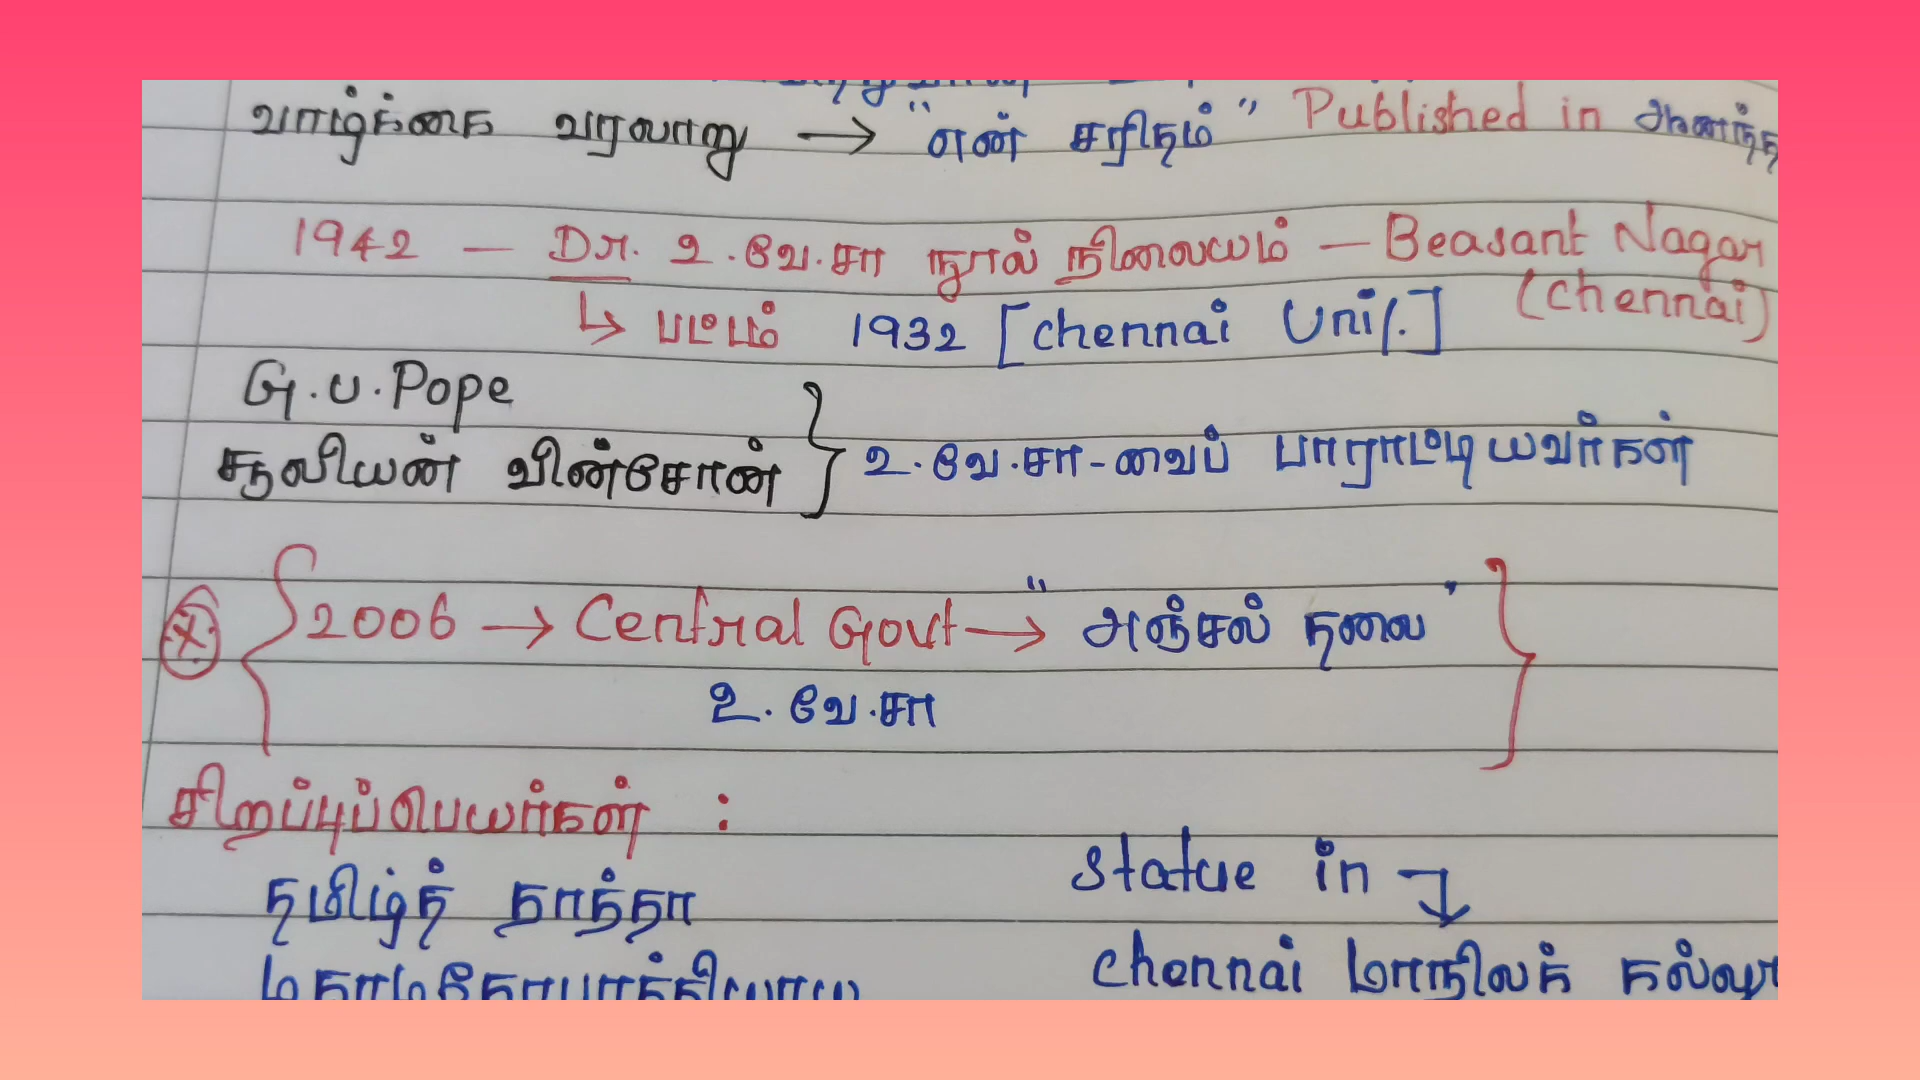 வாழ்க்கை வரலாறு → "என் சரிதம்" Published in ஆனந்த
1942 — Dr. உ.வே.சா நூல் நிலையம் — Beasant Nagar
(Chennai)
↳ பட்டம் 1932 [Chennai Uni/.]
G.U.Pope
சூலியன் வின்சோன் } உ.வே.சா-வைப் பாராட்டியவர்கள்
{ 2006 → Central Govt → "அஞ்சல் தலை" }
உ.வே.சா
சிறப்புப்பெயர்கள் :
தமிழ்த் தாத்தா
Statue in
Chennai மாநிலக்